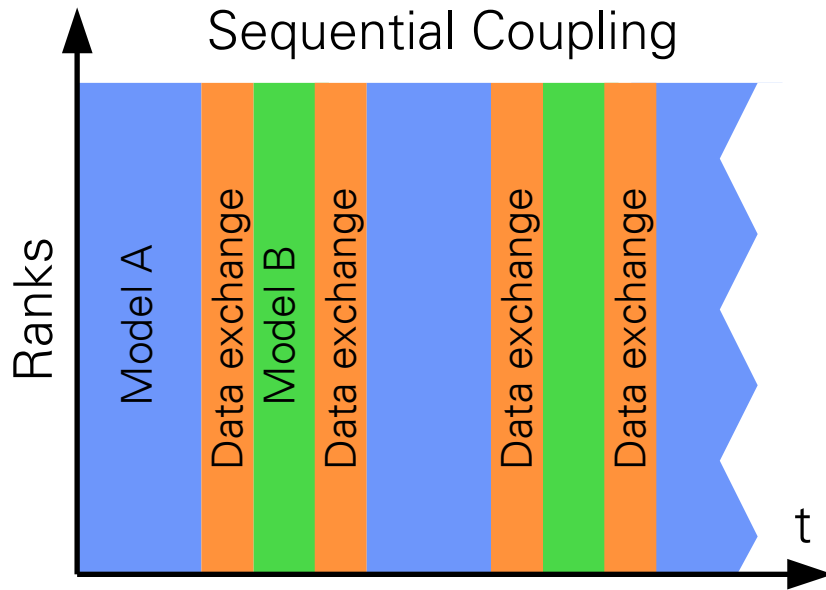 Sequential Coupling
Ranks
Model A
Data exchange
Model B
Data exchange
Data exchange
Data exchange
t